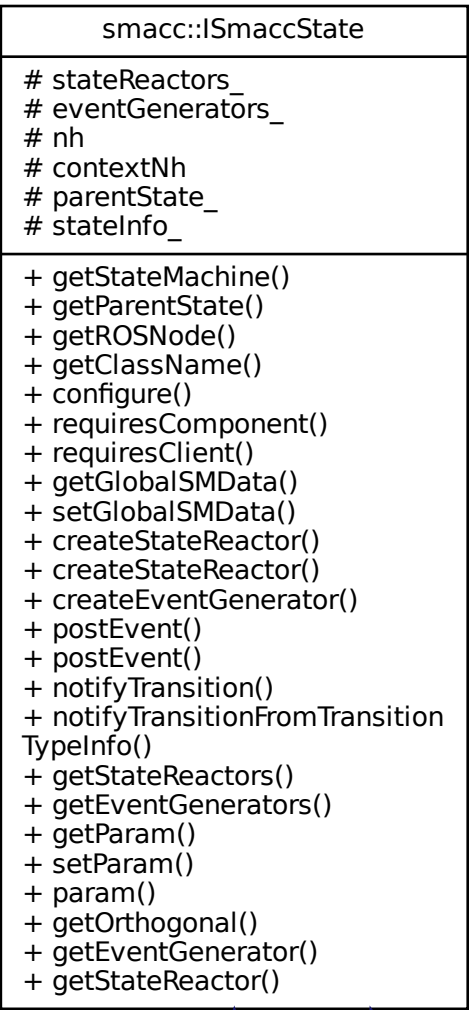 smacc::ISmaccState
# stateReactors_
# eventGenerators_
# nh
# contextNh
# parentState_
# stateInfo_
+ getStateMachine()
+ getParentState()
+ getROSNode()
+ getClassName()
+ configure()
+ requiresComponent()
+ requiresClient()
+ getGlobalSMData()
+ setGlobalSMData()
+ createStateReactor()
+ createStateReactor()
+ createEventGenerator()
+ postEvent()
+ postEvent()
+ notifyTransition()
+ notifyTransitionFromTransition
TypeInfo()
+ getStateReactors()
+ getEventGenerators()
+ getParam()
+ setParam()
+ param()
+ getOrthogonal()
+ getEventGenerator()
+ getStateReactor()